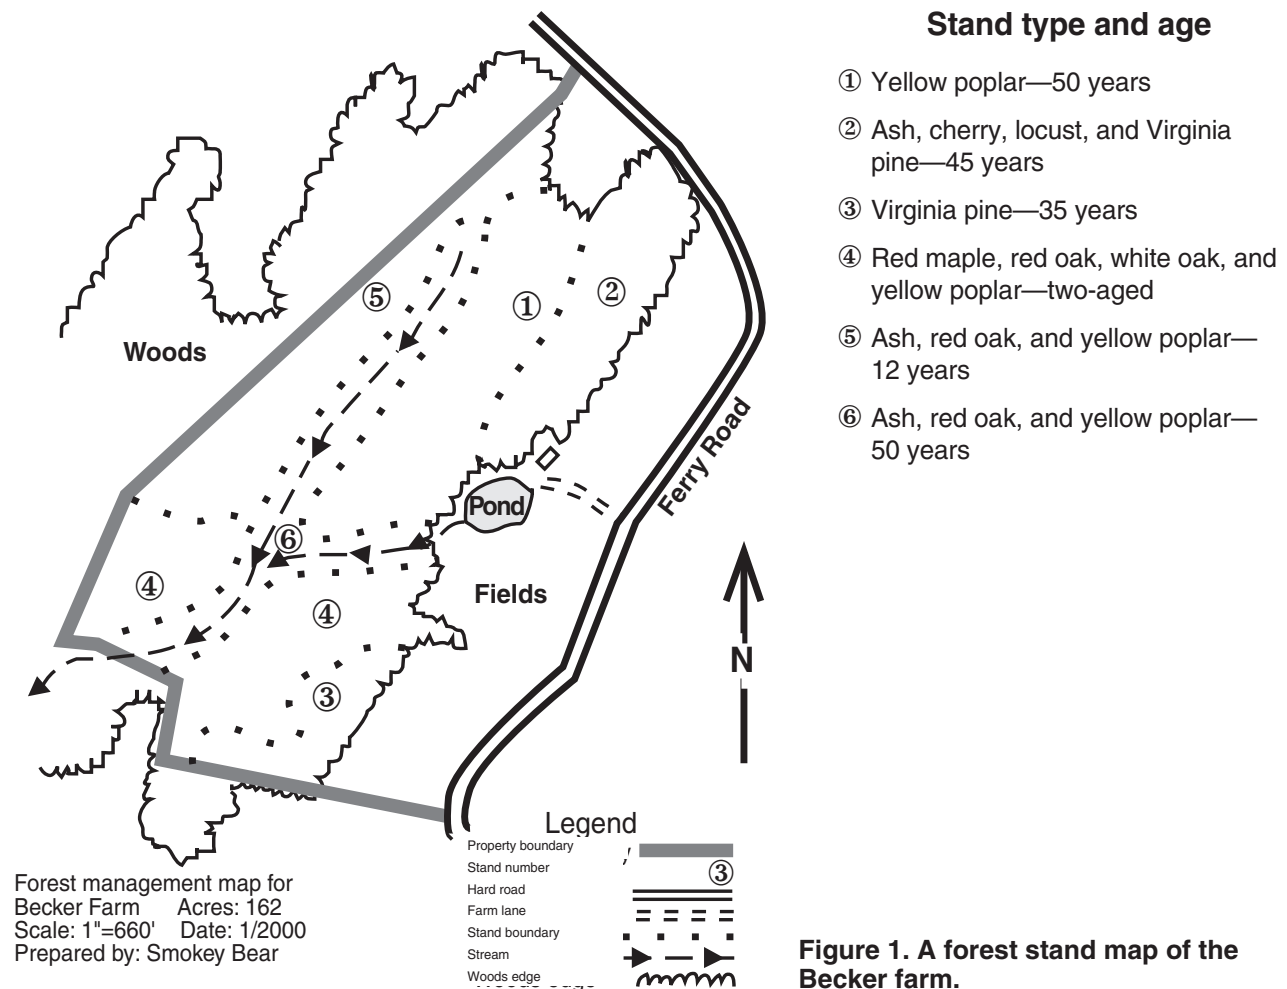 Stand type and age
① Yellow poplar—50 years
② Ash, cherry, locust, and Virginia
pine—45 years
③ Virginia pine—35 years
④ Red maple, red oak, white oak, and
yellow poplar—two-aged
⑤ Ash, red oak, and yellow poplar—
12 years
⑥ Ash, red oak, and yellow poplar—
50 years
⑤
①
②
Woods
Ferry Road
Pond
⑥
④
④
Fields
N
③
Legend
Property boundary
Stand number ③
Hard road
Farm lane
Stand boundary
Stream
Woods edge
Forest management map for
Becker Farm Acres: 162
Scale: 1"=660' Date: 1/2000
Prepared by: Smokey Bear
Figure 1. A forest stand map of the
Becker farm.